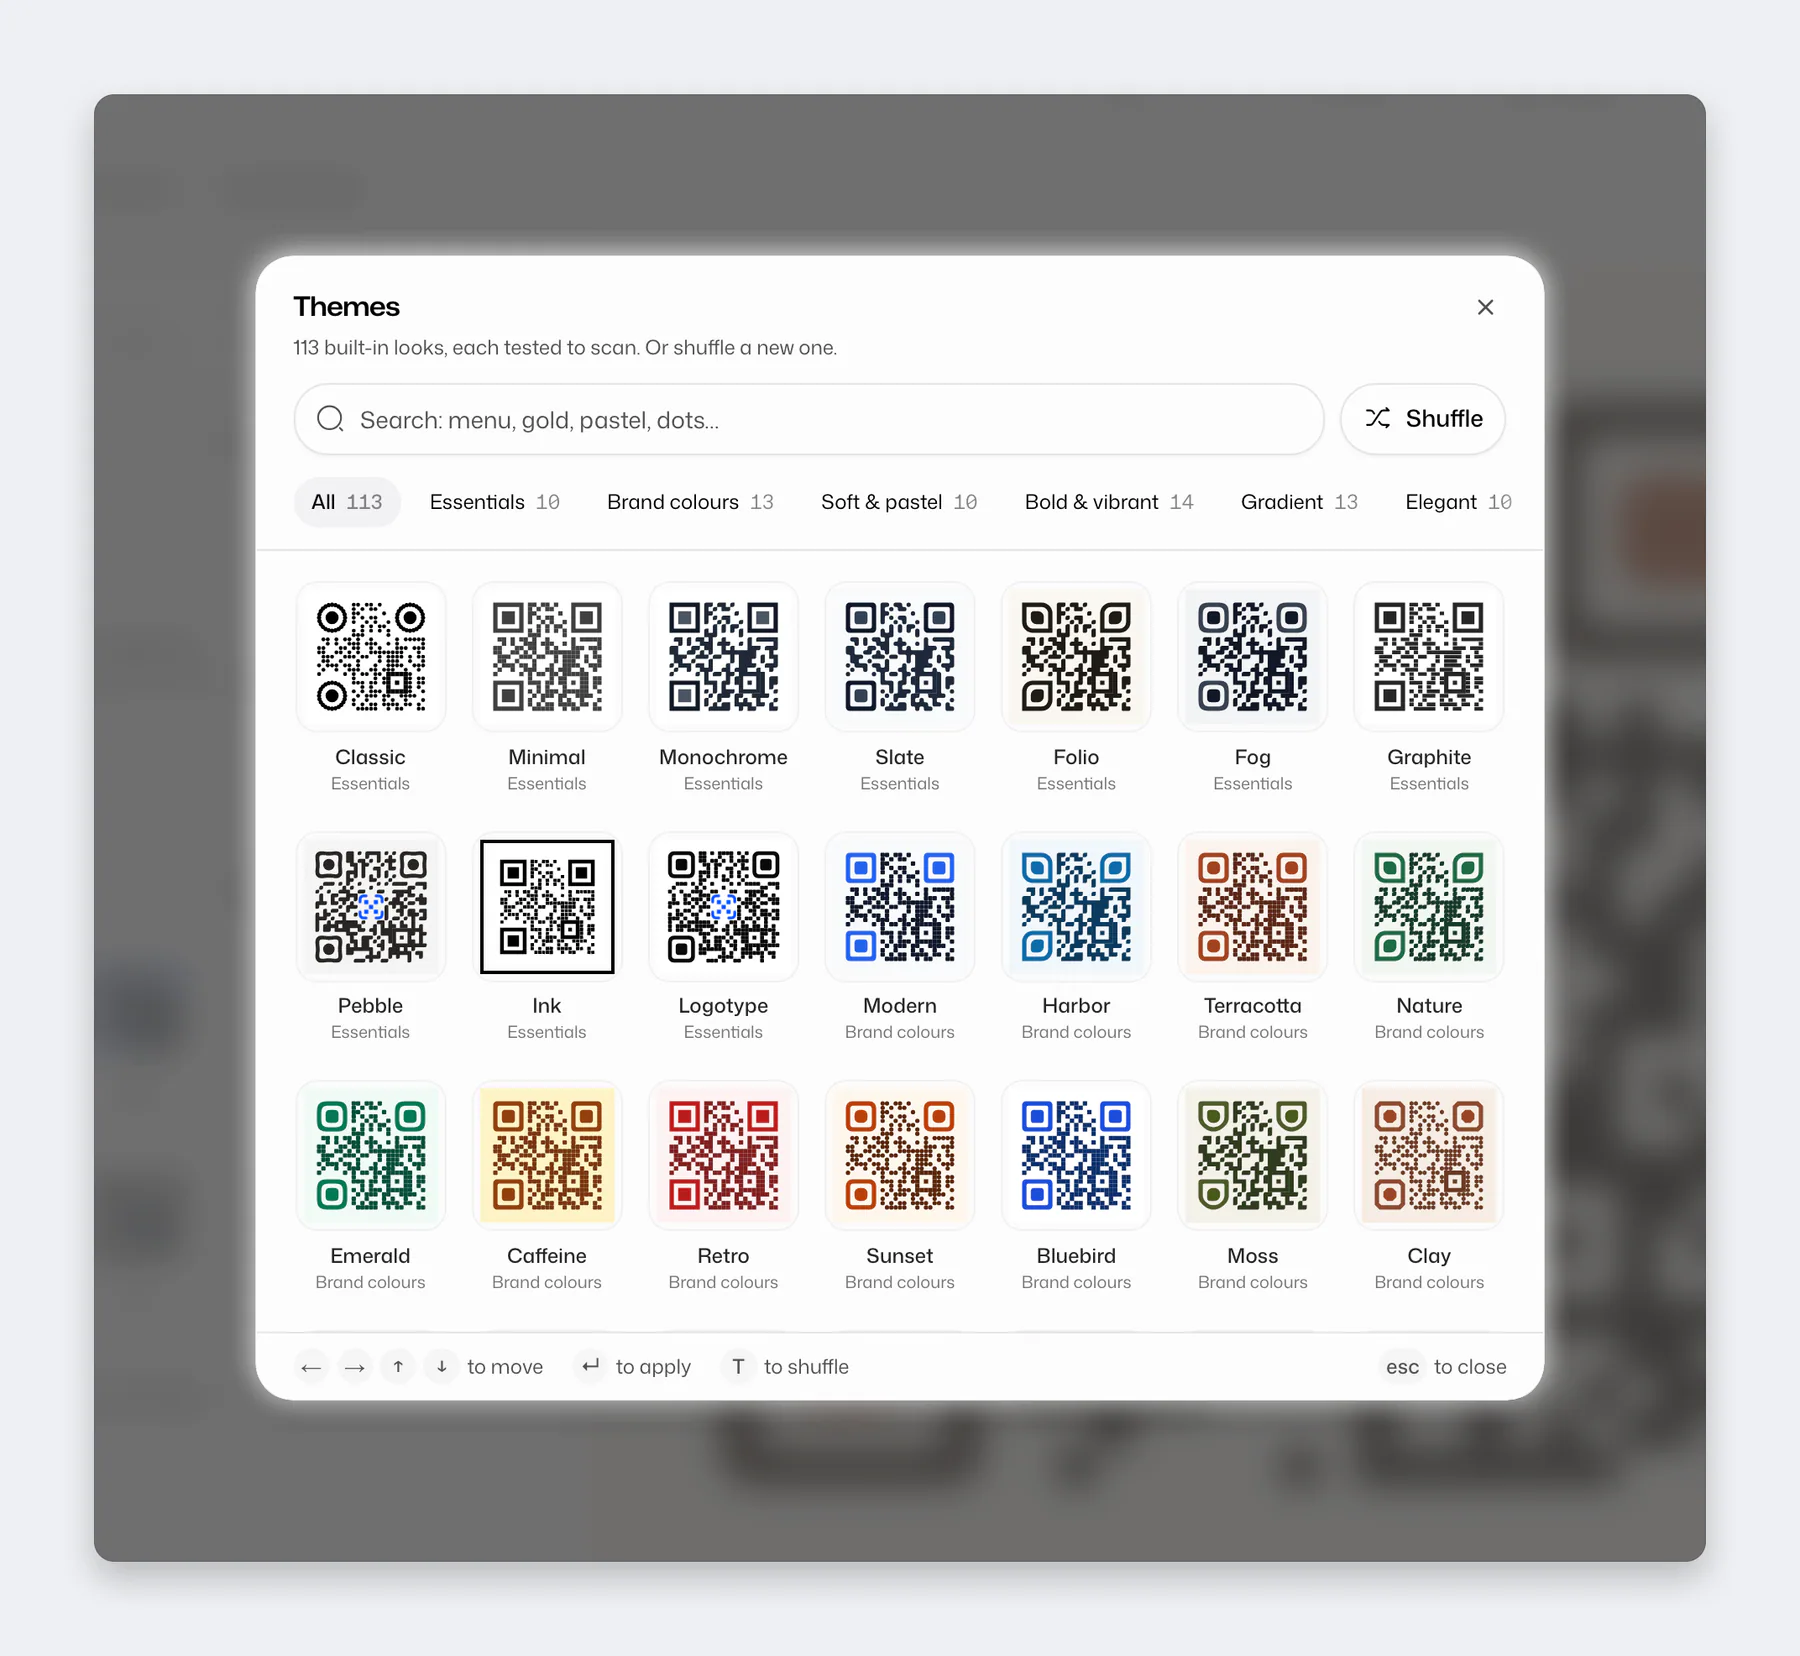 Themes
113 built-in looks, each tested to scan. Or shuffle a new one.
Search: menu, gold, pastel, dots...
Shuffle
All 113 Essentials 10 Brand colours 13 Soft & pastel 10 Bold & vibrant 14 Gradient 13 Elegant 10
Classic Minimal Monochrome Slate Folio Fog Graphite
Essentials Essentials Essentials Essentials Essentials Essentials Essentials
Pebble Ink Logotype Modern Harbor Terracotta Nature
Essentials Essentials Essentials Brand colours Brand colours Brand colours Brand colours
Emerald Caffeine Retro Sunset Bluebird Moss Clay
Brand colours Brand colours Brand colours Brand colours Brand colours Brand colours Brand colours
← → ↑ ↓ to move ↵ to apply T to shuffle esc to close